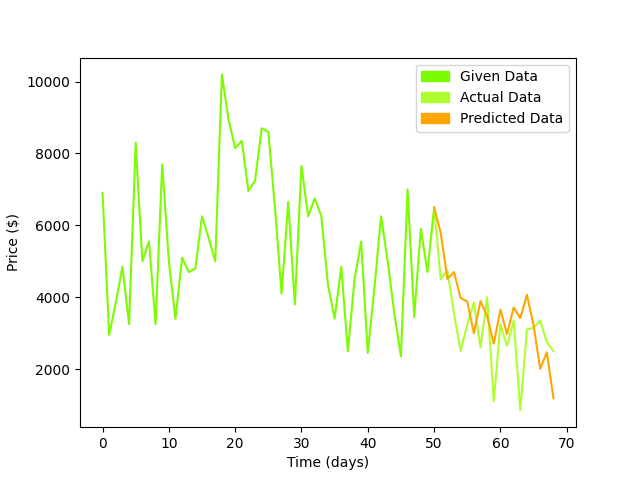 Given Data
Actual Data
Predicted Data
10000
8000
6000
4000
2000
Price ($)
0 10 20 30 40 50 60 70
Time (days)